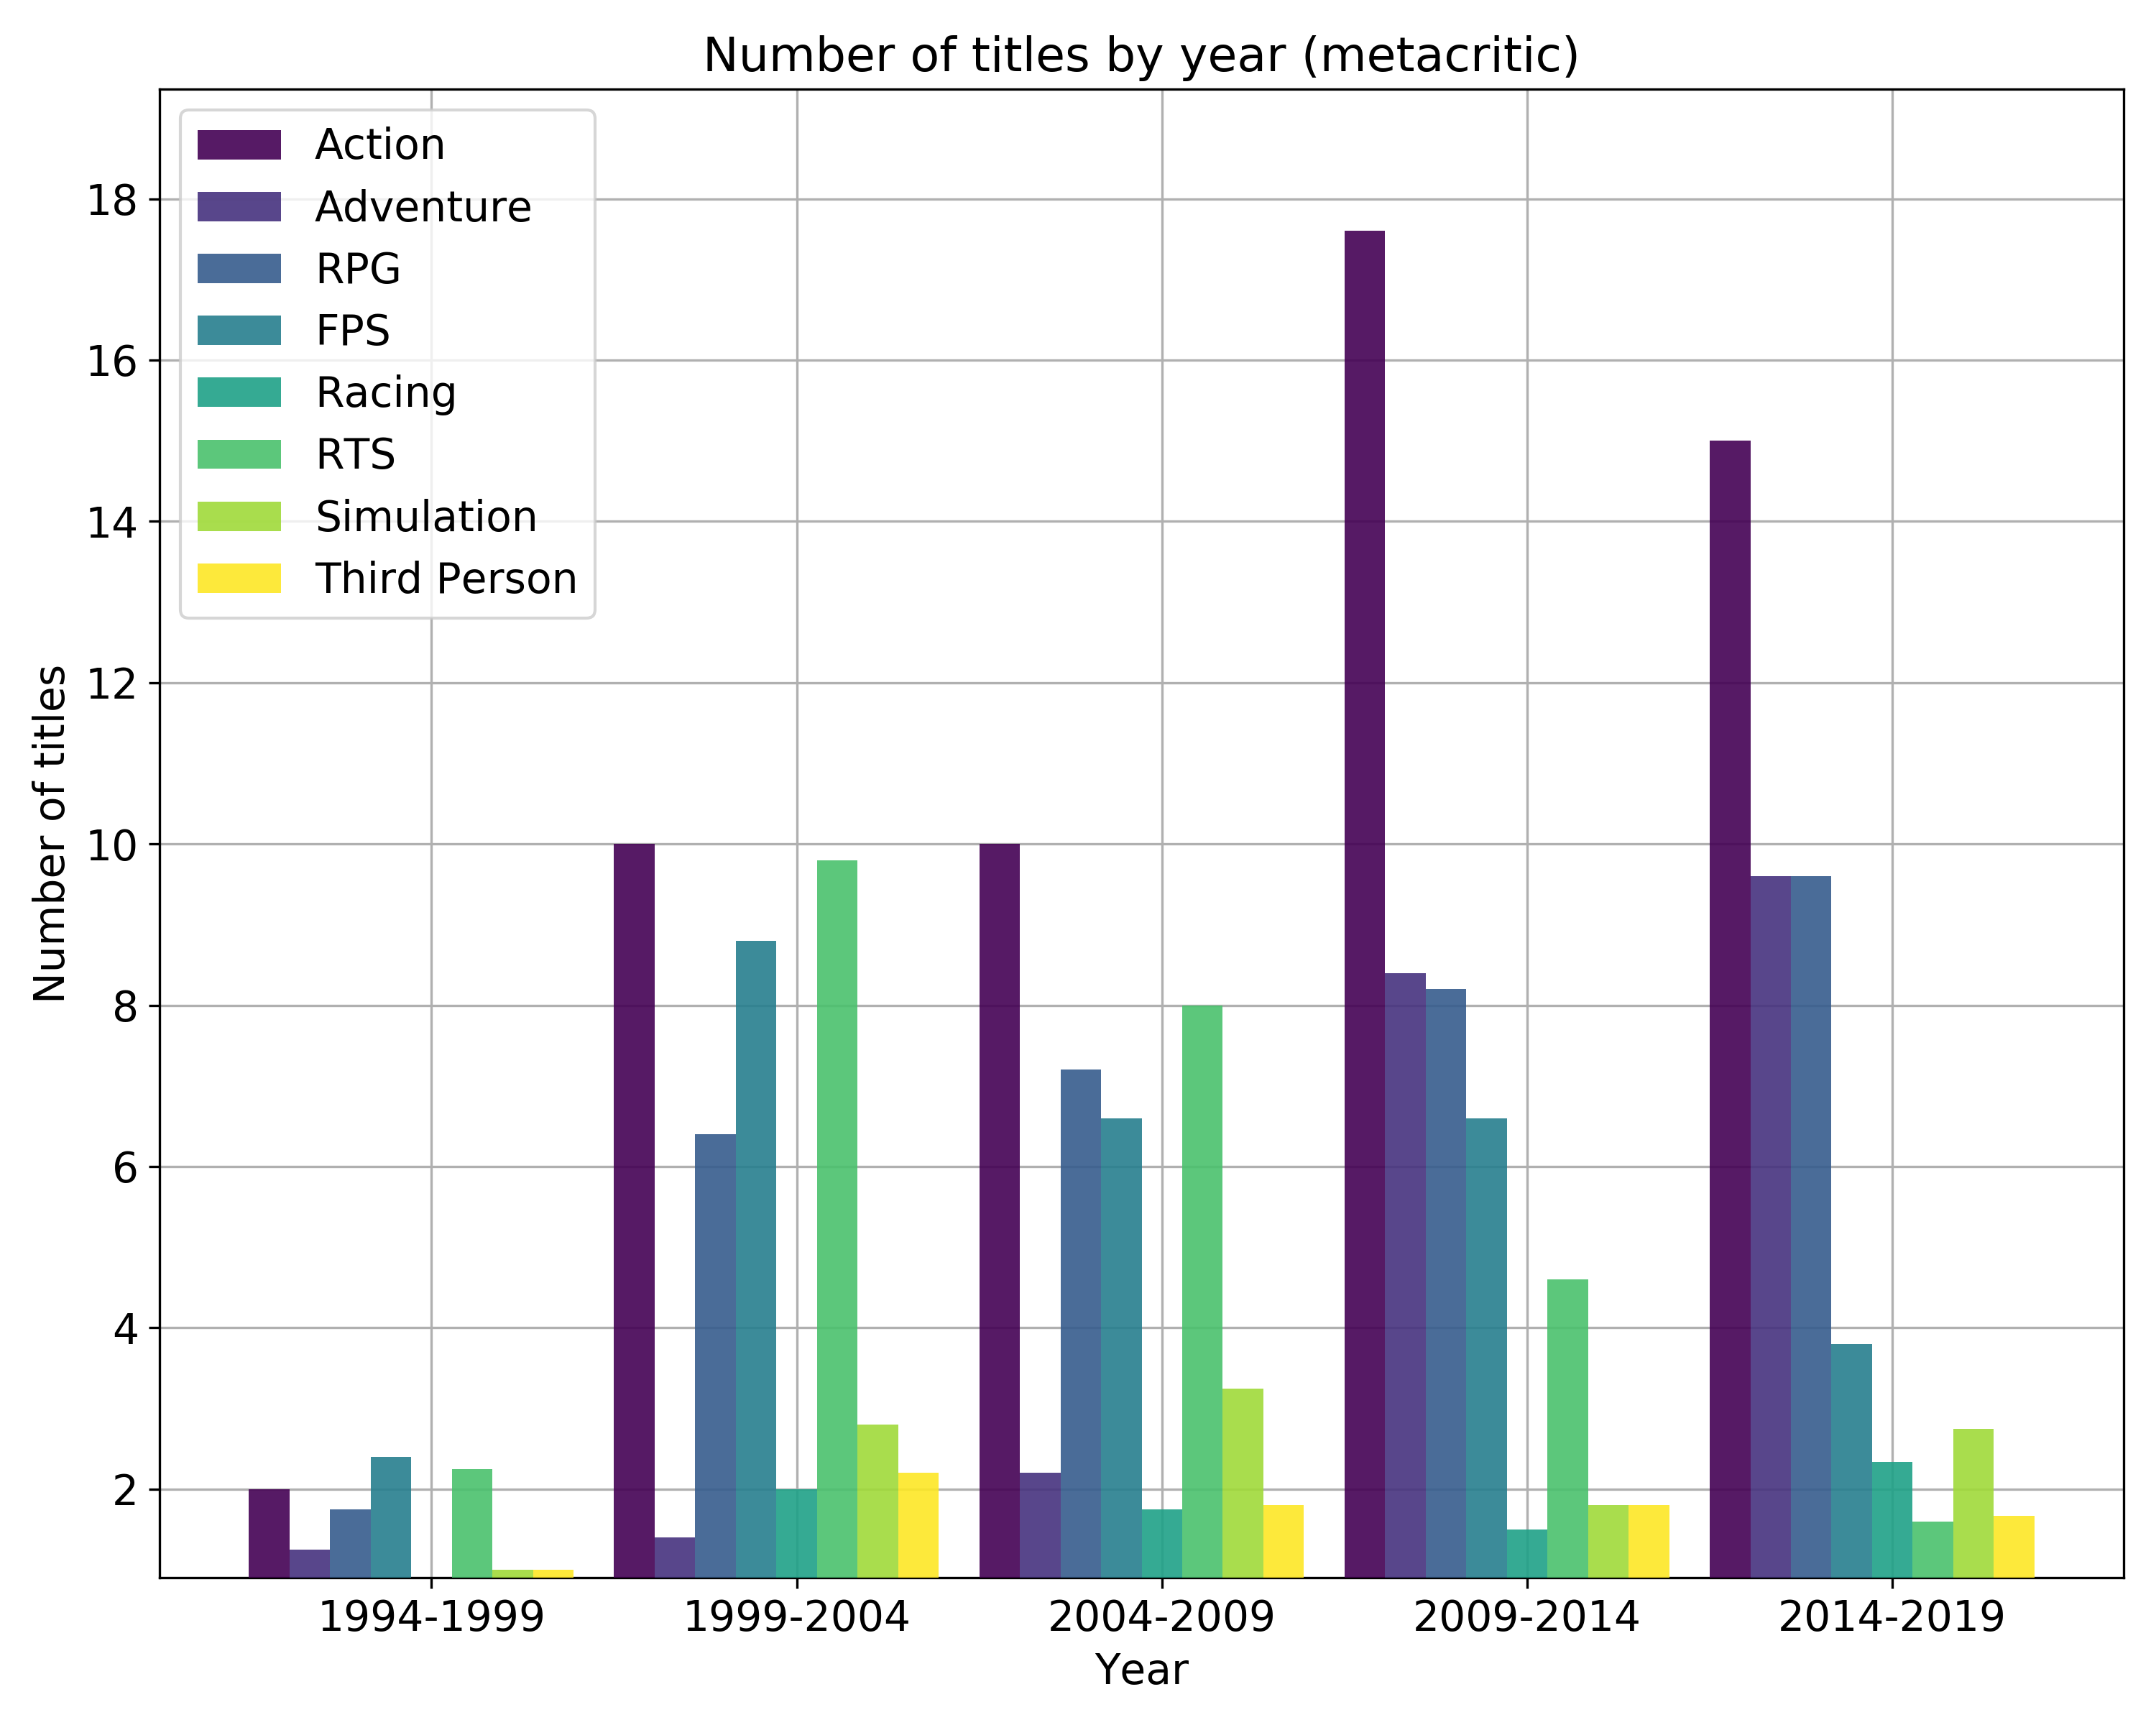 Number of titles by year (metacritic)
Action
Adventure
RPG
FPS
Racing
RTS
Simulation
Third Person
Number of titles
18
16
14
12
10
8
6
4
2
1994-1999
1999-2004
2004-2009
2009-2014
2014-2019
Year